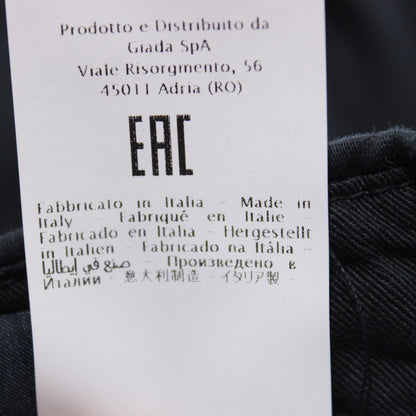 Prodotto e Distribuito da
Giada SpA
Viale Risorgmento, 56
45011 Adria (RO)
EAC
Fabbricato in Italia - Made in
Italy - Fabriqué en Italie -
Fabricado en Italia - Hergestellt
in Italien - Fabricado na Itália -
صنع في إيطاليا - Произведено в
Италии - 意大利制造 - イタリア製 -